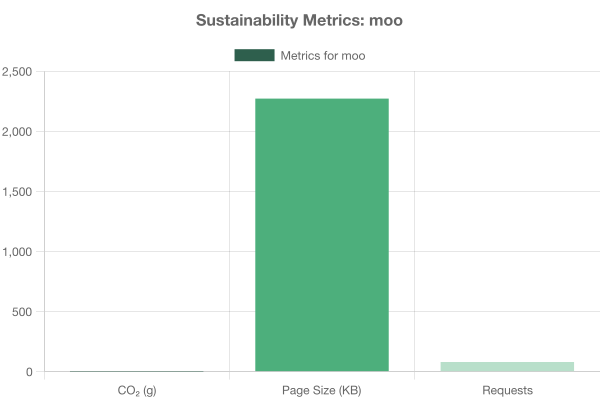 Sustainability Metrics: moo
Metrics for moo
2,500
2,000
1,500
1,000
500
0
CO₂ (g)
Page Size (KB)
Requests